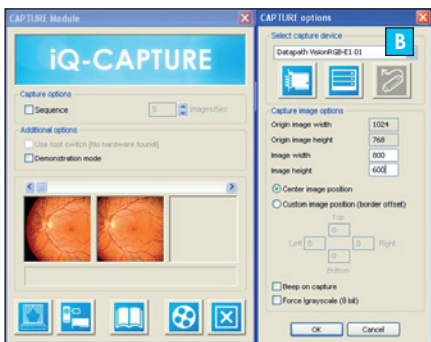 CAPTURE Module
iQ-CAPTURE
Capture options
Sequence
5 images/Sec
Additional options
Use foot switch [No hardware found]
Demonstration mode
CAPTURE options
Select capture device
B
Datapath VisionRGB-E1 01
Capture image options
Origin image width 1024
Origin image height 768
Image width 800
Image height 600
Center image position
Custom image position (border offset)
Top
0
Left 0 0 Right
0
Bottom
Beep on capture
Force grayscale (8 bit)
OK Cancel